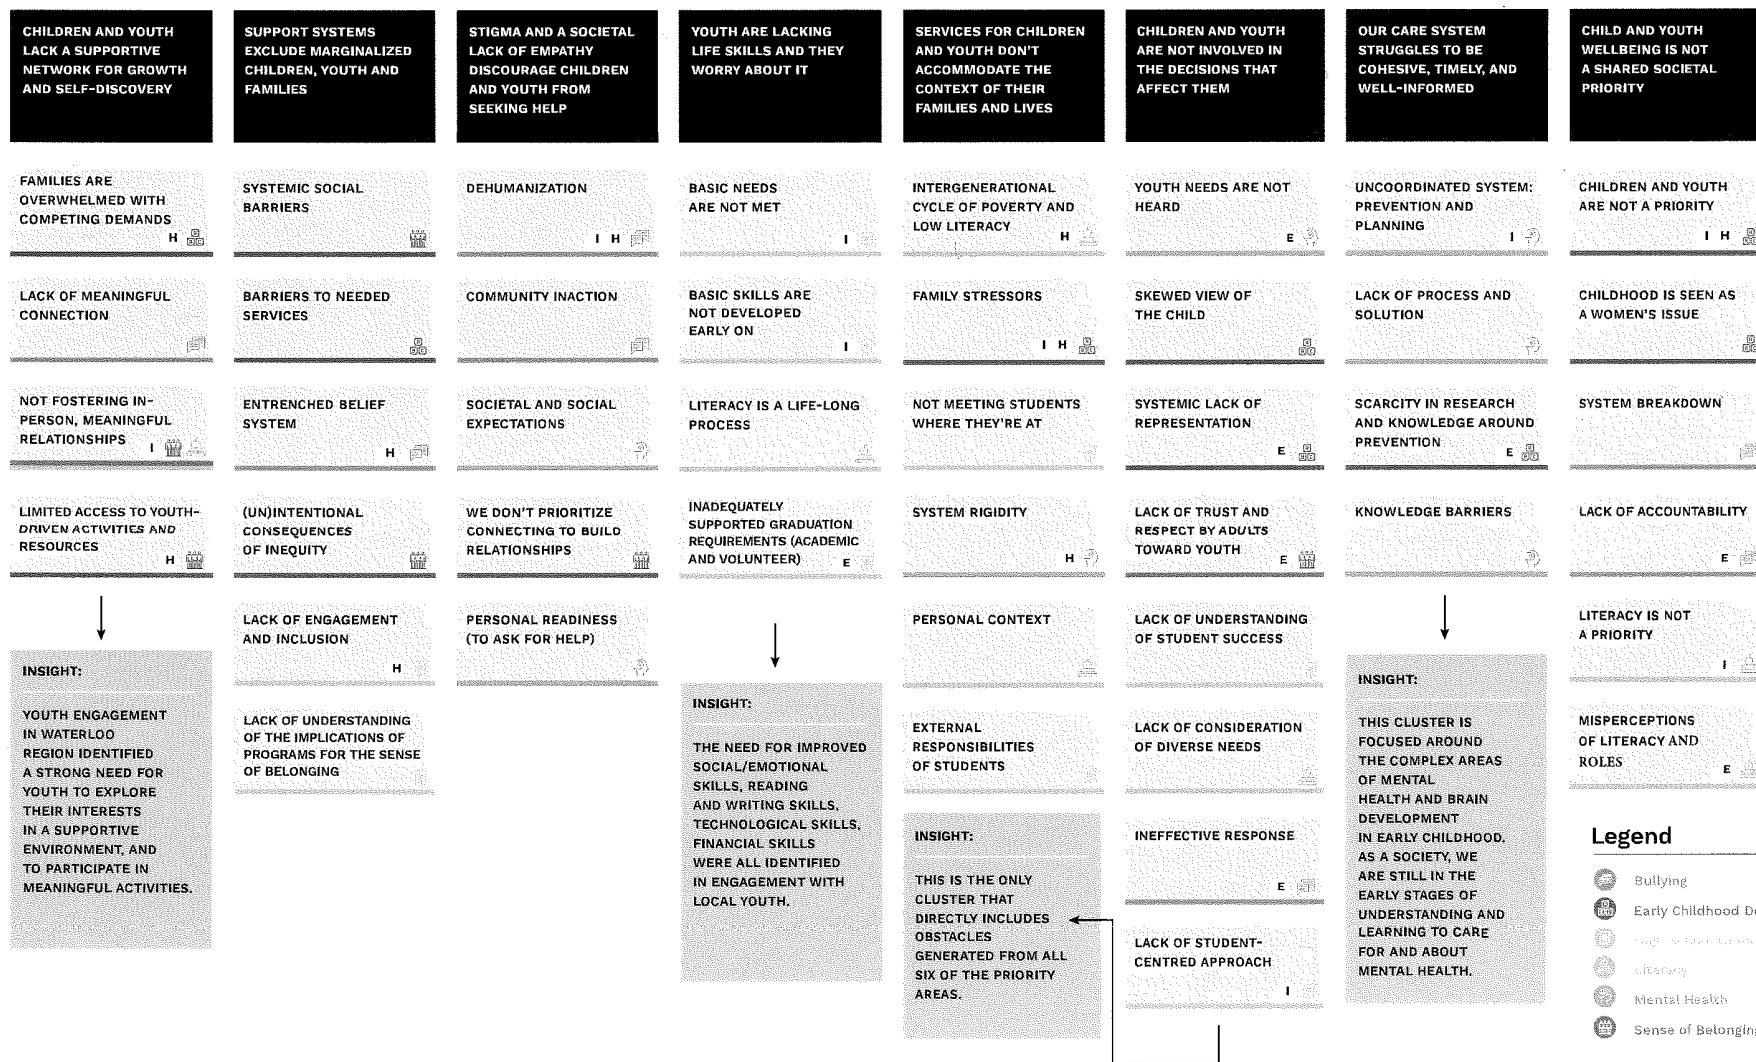 CHILDREN AND YOUTH
LACK A SUPPORTIVE
NETWORK FOR GROWTH
AND SELF-DISCOVERY
FAMILIES ARE
OVERWHELMED WITH
COMPETING DEMANDS
H
LACK OF MEANINGFUL
CONNECTION
NOT FOSTERING IN-
PERSON, MEANINGFUL
RELATIONSHIPS
I
LIMITED ACCESS TO YOUTH-
DRIVEN ACTIVITIES AND
RESOURCES
H
INSIGHT:
YOUTH ENGAGEMENT
IN WATERLOO
REGION IDENTIFIED
A STRONG NEED FOR
YOUTH TO EXPLORE
THEIR INTERESTS
IN A SUPPORTIVE
ENVIRONMENT, AND
TO PARTICIPATE IN
MEANINGFUL ACTIVITIES.
SUPPORT SYSTEMS
EXCLUDE MARGINALIZED
CHILDREN, YOUTH AND
FAMILIES
SYSTEMIC SOCIAL
BARRIERS
BARRIERS TO NEEDED
SERVICES
ENTRENCHED BELIEF
SYSTEM
H
(UN)INTENTIONAL
CONSEQUENCES
OF INEQUITY
LACK OF ENGAGEMENT
AND INCLUSION
H
LACK OF UNDERSTANDING
OF THE IMPLICATIONS OF
PROGRAMS FOR THE SENSE
OF BELONGING
STIGMA AND A SOCIETAL
LACK OF EMPATHY
DISCOURAGE CHILDREN
AND YOUTH FROM
SEEKING HELP
DEHUMANIZATION
I H
COMMUNITY INACTION
SOCIETAL AND SOCIAL
EXPECTATIONS
WE DON'T PRIORITIZE
CONNECTING TO BUILD
RELATIONSHIPS
PERSONAL READINESS
(TO ASK FOR HELP)
YOUTH ARE LACKING
LIFE SKILLS AND THEY
WORRY ABOUT IT
BASIC NEEDS
ARE NOT MET
I
BASIC SKILLS ARE
NOT DEVELOPED
EARLY ON
I
LITERACY IS A LIFE-LONG
PROCESS
INADEQUATELY
SUPPORTED GRADUATION
REQUIREMENTS (ACADEMIC
AND VOLUNTEER)
E
INSIGHT:
THE NEED FOR IMPROVED
SOCIAL/EMOTIONAL
SKILLS, READING
AND WRITING SKILLS,
TECHNOLOGICAL SKILLS,
FINANCIAL SKILLS
WERE ALL IDENTIFIED
IN ENGAGEMENT WITH
LOCAL YOUTH.
SERVICES FOR CHILDREN
AND YOUTH DON'T
ACCOMMODATE THE
CONTEXT OF THEIR
FAMILIES AND LIVES
INTERGENERATIONAL
CYCLE OF POVERTY AND
LOW LITERACY
H
FAMILY STRESSORS
I H
NOT MEETING STUDENTS
WHERE THEY'RE AT
SYSTEM RIGIDITY
H
PERSONAL CONTEXT
EXTERNAL
RESPONSIBILITIES
OF STUDENTS
INSIGHT:
THIS IS THE ONLY
CLUSTER THAT
DIRECTLY INCLUDES
OBSTACLES
GENERATED FROM ALL
SIX OF THE PRIORITY
AREAS.
CHILDREN AND YOUTH
ARE NOT INVOLVED IN
THE DECISIONS THAT
AFFECT THEM
YOUTH NEEDS ARE NOT
HEARD
E
SKEWED VIEW OF
THE CHILD
SYSTEMIC LACK OF
REPRESENTATION
E
LACK OF TRUST AND
RESPECT BY ADULTS
TOWARD YOUTH
E
LACK OF UNDERSTANDING
OF STUDENT SUCCESS
LACK OF CONSIDERATION
OF DIVERSE NEEDS
INEFFECTIVE RESPONSE
E
LACK OF STUDENT-
CENTRED APPROACH
I
OUR CARE SYSTEM
STRUGGLES TO BE
COHESIVE, TIMELY, AND
WELL-INFORMED
UNCOORDINATED SYSTEM:
PREVENTION AND
PLANNING
I
LACK OF PROCESS AND
SOLUTION
SCARCITY IN RESEARCH
AND KNOWLEDGE AROUND
PREVENTION
E
KNOWLEDGE BARRIERS
INSIGHT:
THIS CLUSTER IS
FOCUSED AROUND
THE COMPLEX AREAS
OF MENTAL
HEALTH AND BRAIN
DEVELOPMENT
IN EARLY CHILDHOOD.
AS A SOCIETY, WE
ARE STILL IN THE
EARLY STAGES OF
UNDERSTANDING AND
LEARNING TO CARE
FOR AND ABOUT
MENTAL HEALTH.
CHILD AND YOUTH
WELLBEING IS NOT
A SHARED SOCIETAL
PRIORITY
CHILDREN AND YOUTH
ARE NOT A PRIORITY
I H
CHILDHOOD IS SEEN AS
A WOMEN'S ISSUE
SYSTEM BREAKDOWN
LACK OF ACCOUNTABILITY
E
LITERACY IS NOT
A PRIORITY
I
MISPERCEPTIONS
OF LITERACY AND
ROLES
E
Legend
Bullying
Early Childhood D
Literacy
Mental Health
Sense of Belonging